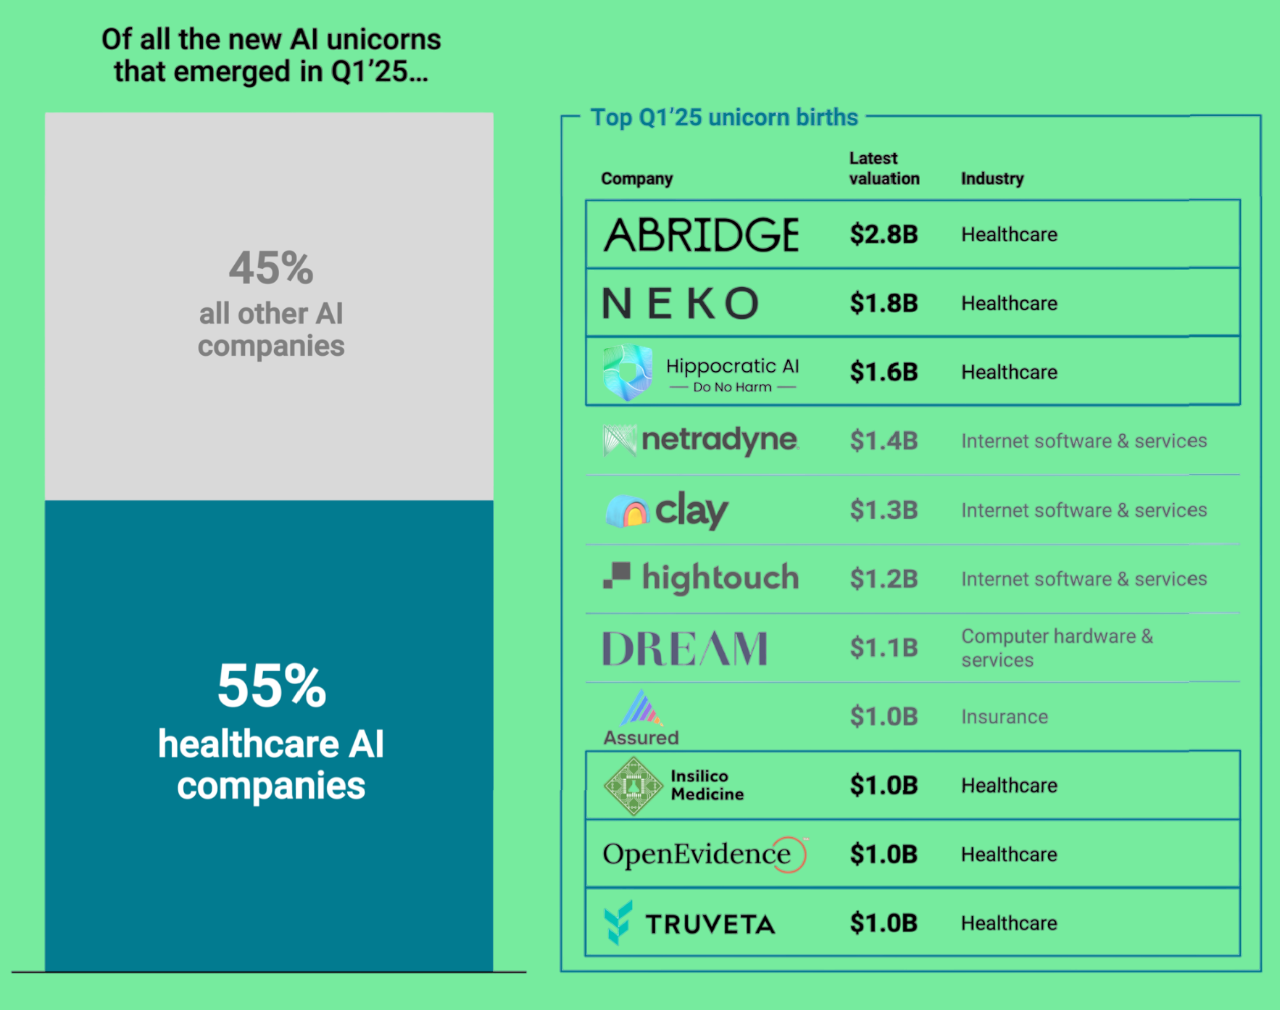 Of all the new AI unicorns
that emerged in Q1’25…
45%
all other AI
companies
55%
healthcare AI
companies
Top Q1’25 unicorn births
Company
Latest
valuation
Industry
ABRIDGE $2.8B Healthcare
NEKO $1.8B Healthcare
Hippocratic AI
Do No Harm
$1.6B Healthcare
netradyne $1.4B Internet software & services
clay $1.3B Internet software & services
hightouch $1.2B Internet software & services
DREAM $1.1B Computer hardware &
services
Assured $1.0B Insurance
Insilico
Medicine
$1.0B Healthcare
OpenEvidence $1.0B Healthcare
TRUVETA $1.0B Healthcare